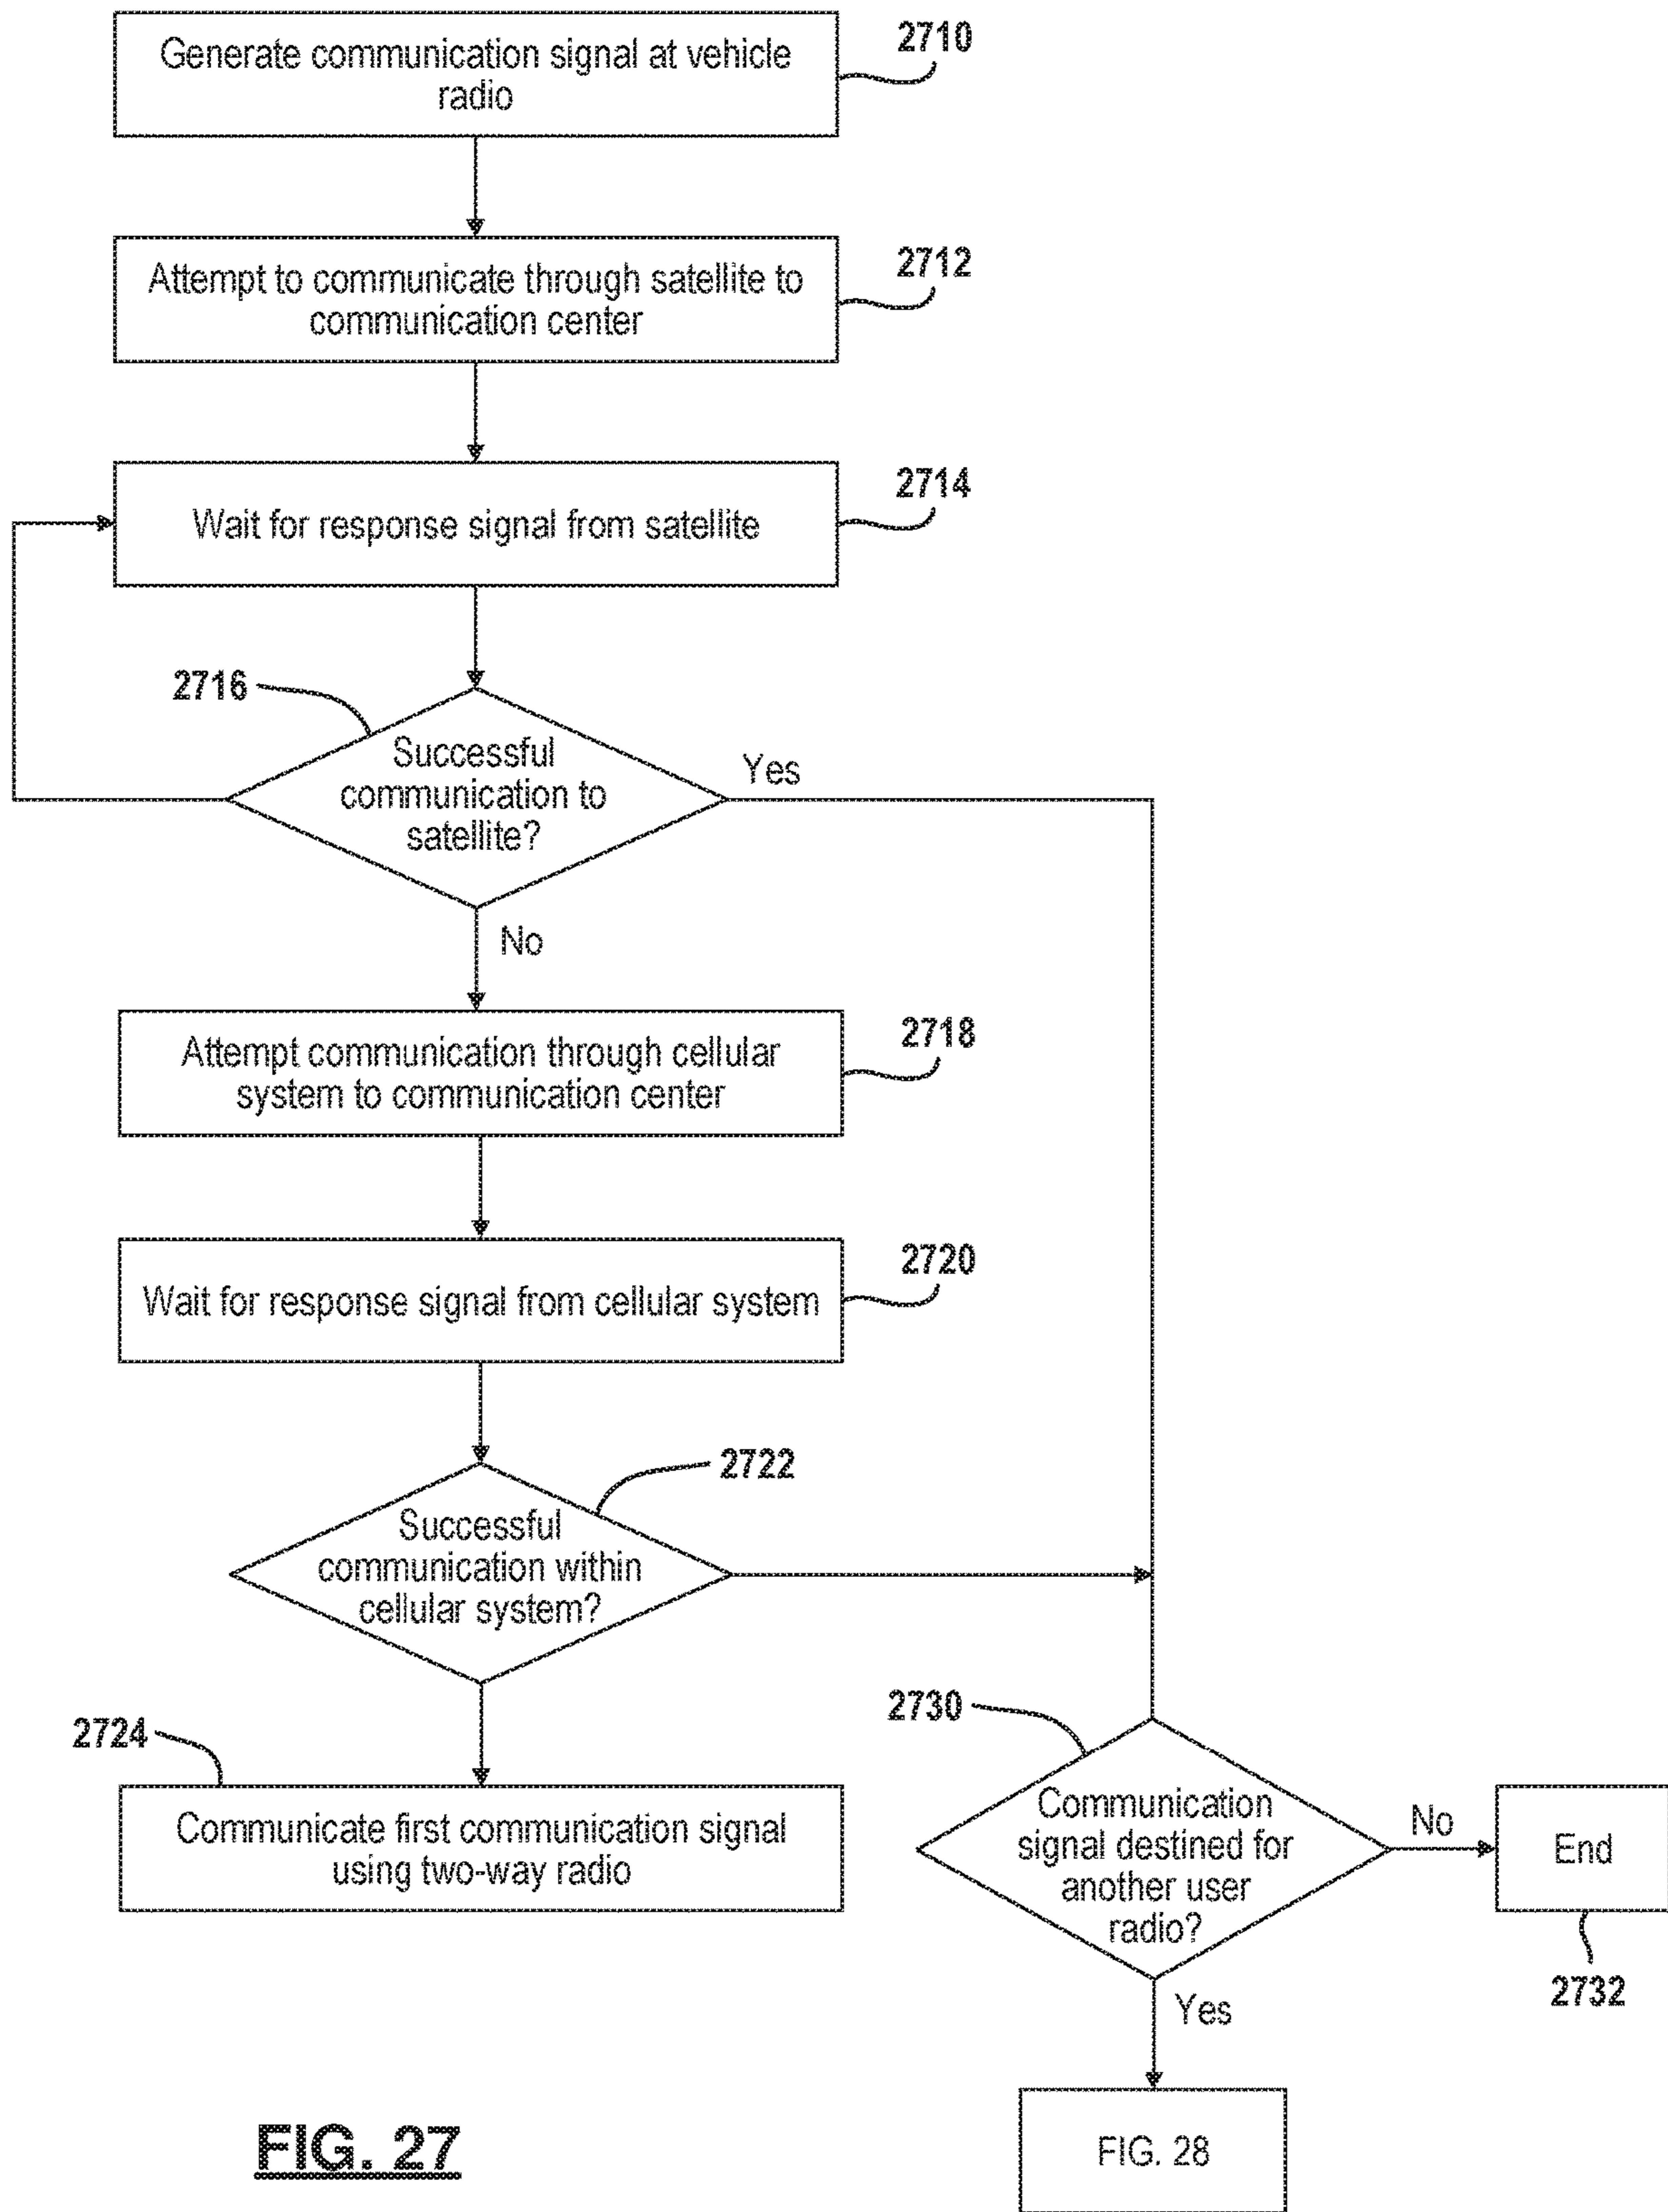 Generate communication signal at vehicle
radio
2710
Attempt to communicate through satellite to
communication center
2712
Wait for response signal from satellite
2714
2716
Successful
communication to
satellite?
Yes
No
Attempt communication through cellular
system to communication center
2718
Wait for response signal from cellular system
2720
2722
Successful
communication within
cellular system?
2724
Communicate first communication signal
using two-way radio
2730
Communication
signal destined for
another user
radio?
No
End
2732
Yes
FIG. 28
FIG. 27